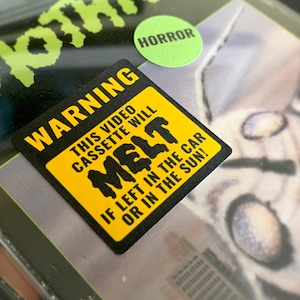 HORROR
WARNING
THIS VIDEO
CASSETTE WILL
MELT
IF LEFT IN THE CAR
OR IN THE SUN!